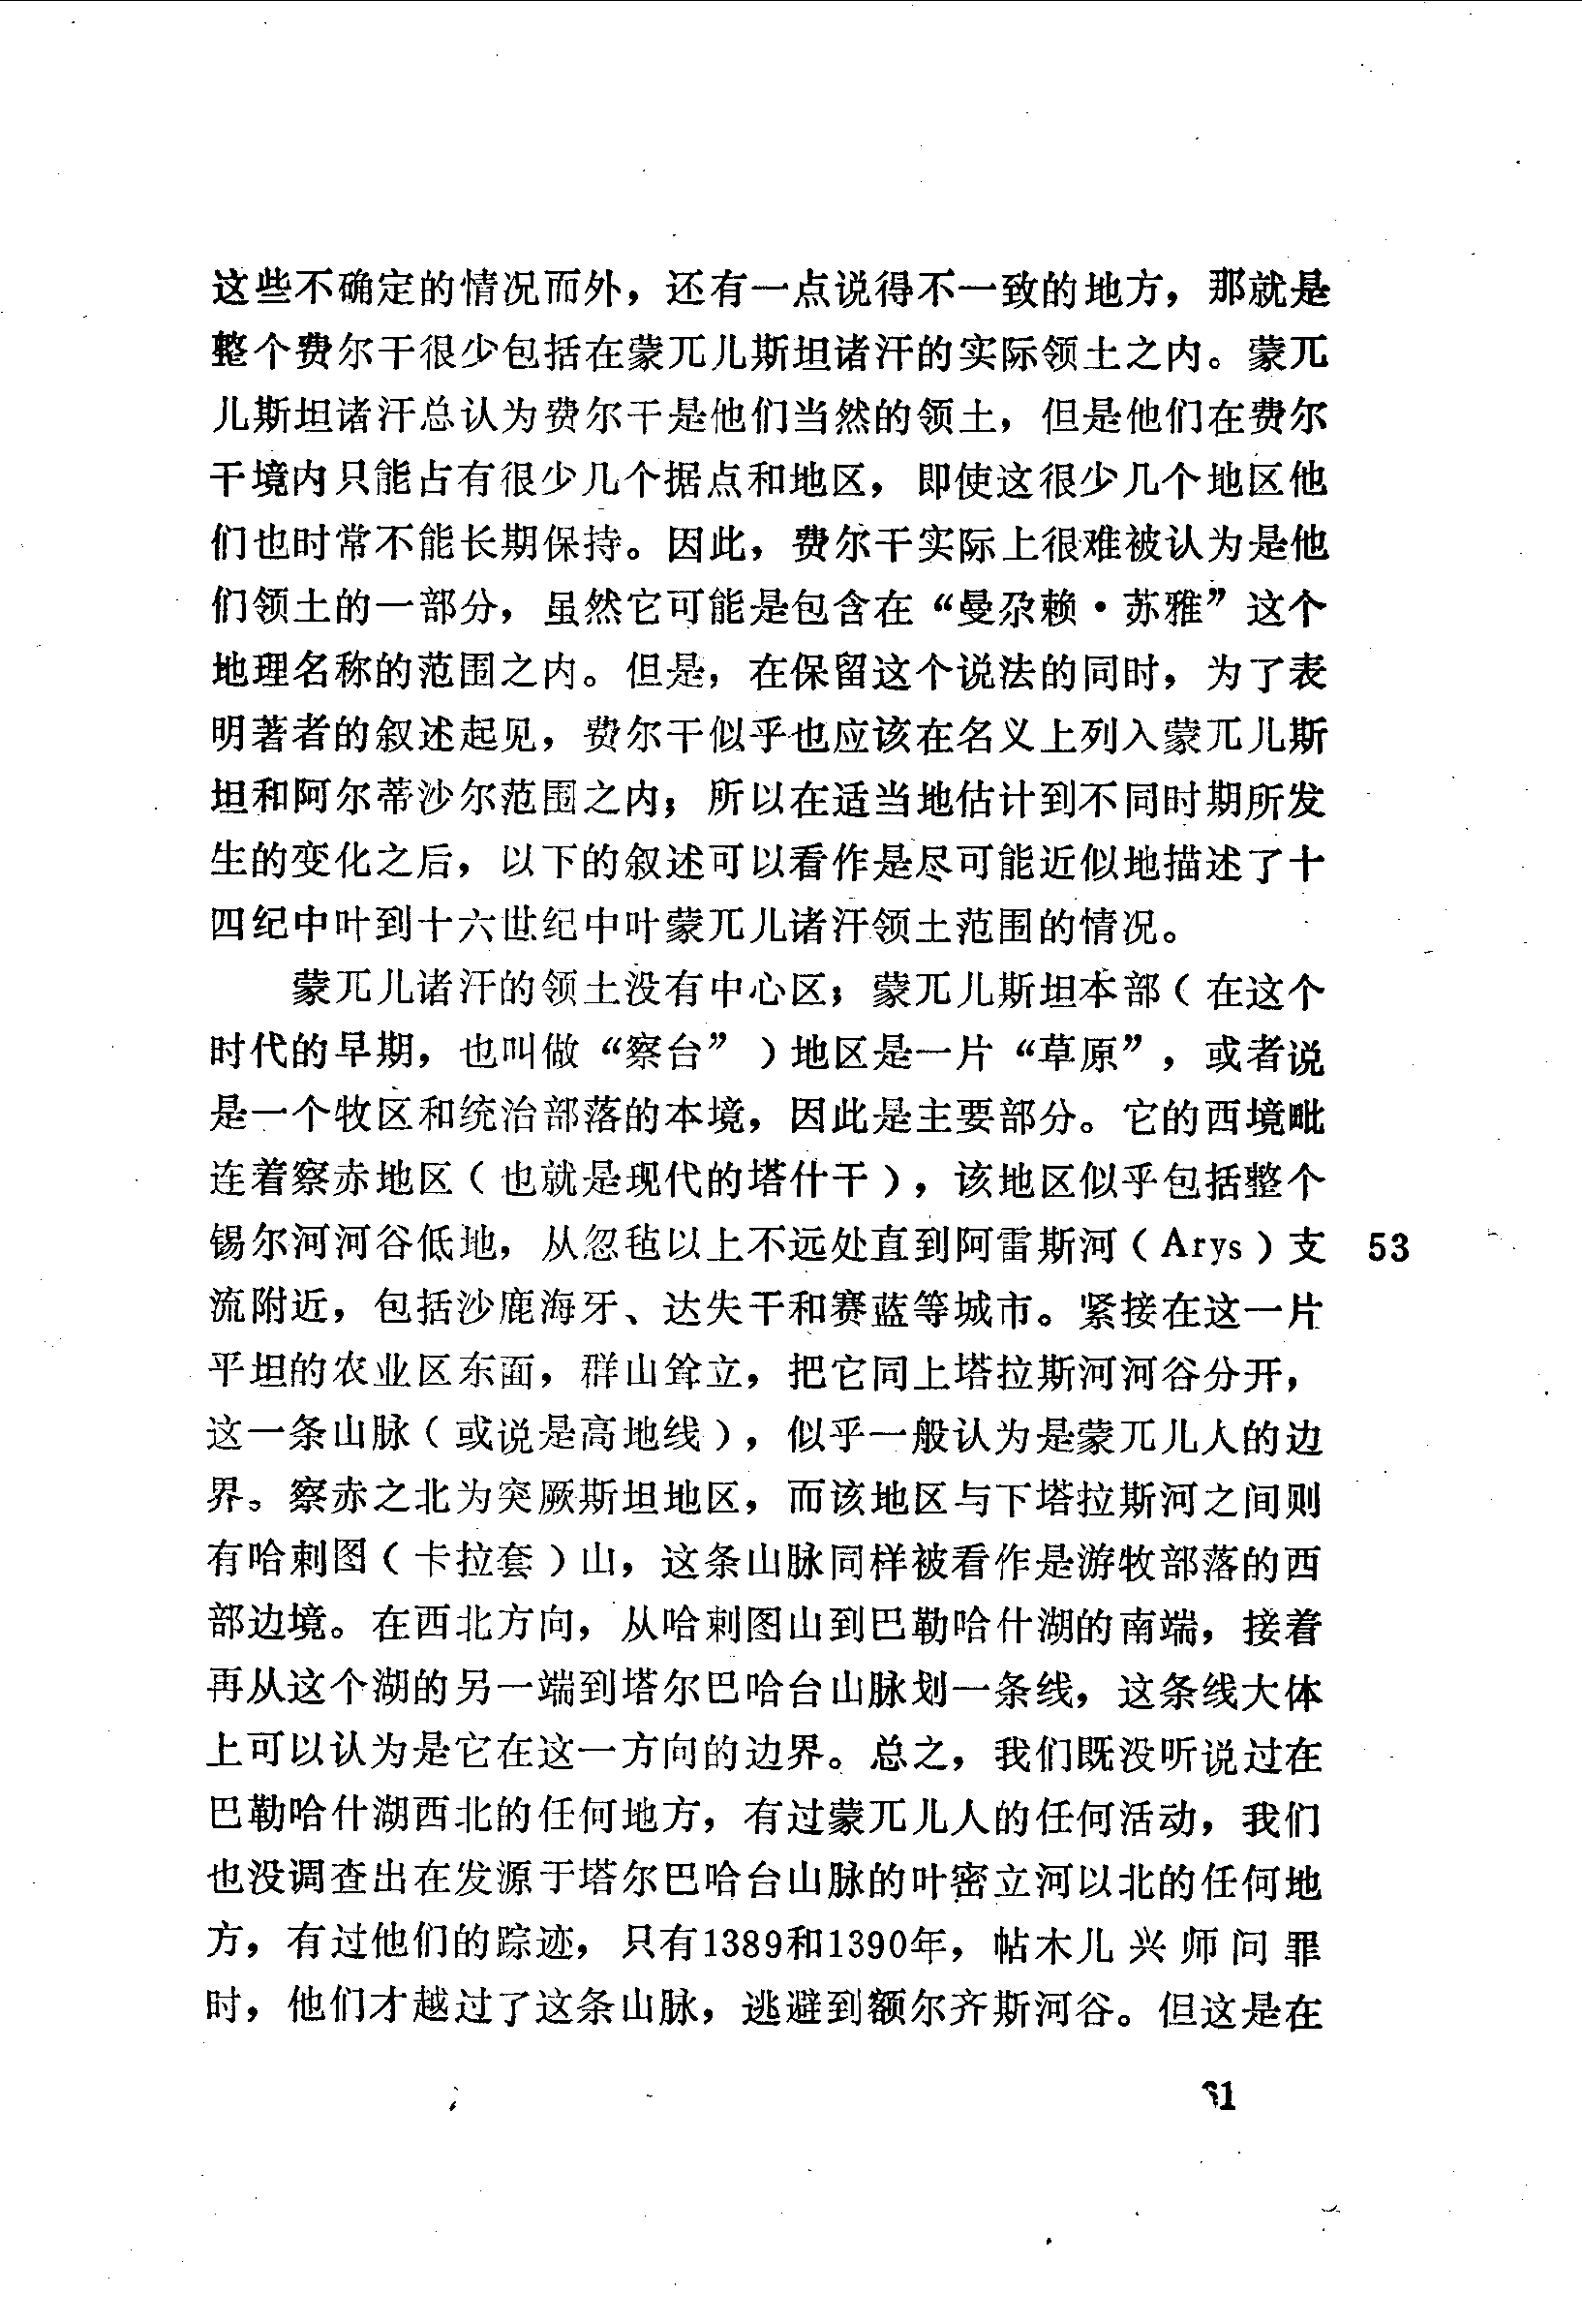 这些不确定的情况而外，还有一点说得不一致的地方，那就是
整个费尔干很少包括在蒙兀儿斯坦诸汗的实际领土之内。蒙兀
儿斯坦诸汗总认为费尔干是他们当然的领土，但是他们在费尔
干境内只能占有很少几个据点和地区，即使这很少几个地区他
们也时常不能长期保持。因此，费尔干实际上很难被认为是他
们领土的一部分，虽然它可能是包含在“曼尕赖·苏雅”这个
地理名称的范围之内。但是，在保留这个说法的同时，为了表
明著者的叙述起见，费尔干似乎也应该在名义上列入蒙兀儿斯
坦和阿尔蒂沙尔范围之内；所以在适当地估计到不同时期所发
生的变化之后，以下的叙述可以看作是尽可能近似地描述了十
四纪中叶到十六世纪中叶蒙兀儿诸汗领土范围的情况。
蒙兀儿诸汗的领土没有中心区；蒙兀儿斯坦本部（在这个
时代的早期，也叫做“察台”）地区是一片“草原”，或者说
是一个牧区和统治部落的本境，因此是主要部分。它的西境毗
连着察赤地区（也就是现代的塔什干），该地区似乎包括整个
锡尔河河谷低地，从忽毡以上不远处直到阿雷斯河（Arys）支 53
流附近，包括沙鹿海牙、达失干和赛蓝等城市。紧接在这一片
平坦的农业区东面，群山耸立，把它同上塔拉斯河河谷分开，
这一条山脉（或说是高地线），似乎一般认为是蒙兀儿人的边
界。察赤之北为突厥斯坦地区，而该地区与下塔拉斯河之间则
有哈剌图（卡拉套）山，这条山脉同样被看作是游牧部落的西
部边境。在西北方向，从哈剌图山到巴勒哈什湖的南端，接着
再从这个湖的另一端到塔尔巴哈台山脉划一条线，这条线大体
上可以认为是它在这一方向的边界。总之，我们既没听说过在
巴勒哈什湖西北的任何地方，有过蒙兀儿人的任何活动，我们
也没调查出在发源于塔尔巴哈台山脉的叶密立河以北的任何地
方，有过他们的踪迹，只有1389和1390年，帖木儿兴师问罪
时，他们才越过了这条山脉，逃避到额尔齐斯河谷。但这是在